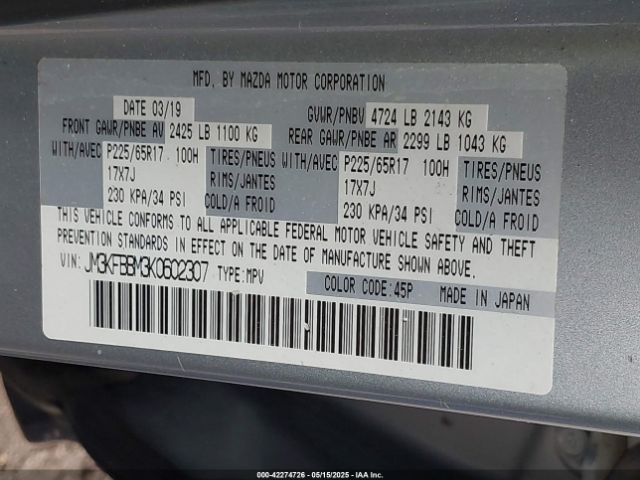 MFD. BY MAZDA MOTOR CORPORATION
DATE 03/19 GVWR/PNBV 4724 LB 2143 KG
FRONT GAWR/PNBE AV 2425 LB 1100 KG REAR GAWR/PNBE AR 2299 LB 1043 KG
WITH/AVEC P225/65R17 100H TIRES/PNEUS WITH/AVEC P225/65R17 100H TIRES/PNEUS
17X7J RIMS/JANTES 17X7J RIMS/JANTES
230 KPA/34 PSI COLD/A FROID 230 KPA/34 PSI COLD/A FROID
THIS VEHICLE CONFORMS TO ALL APPLICABLE FEDERAL MOTOR VEHICLE SAFETY AND THEFT
PREVENTION STANDARDS IN EFFECT ON THE DATE OF MANUFACTURE SHOWN ABOVE.
VIN: JM3KFBBM3K0602307 TYPE: MPV
COLOR CODE: 45P MADE IN JAPAN
000-42274726 - 05/15/2025 - IAAI, Inc. - Copyright